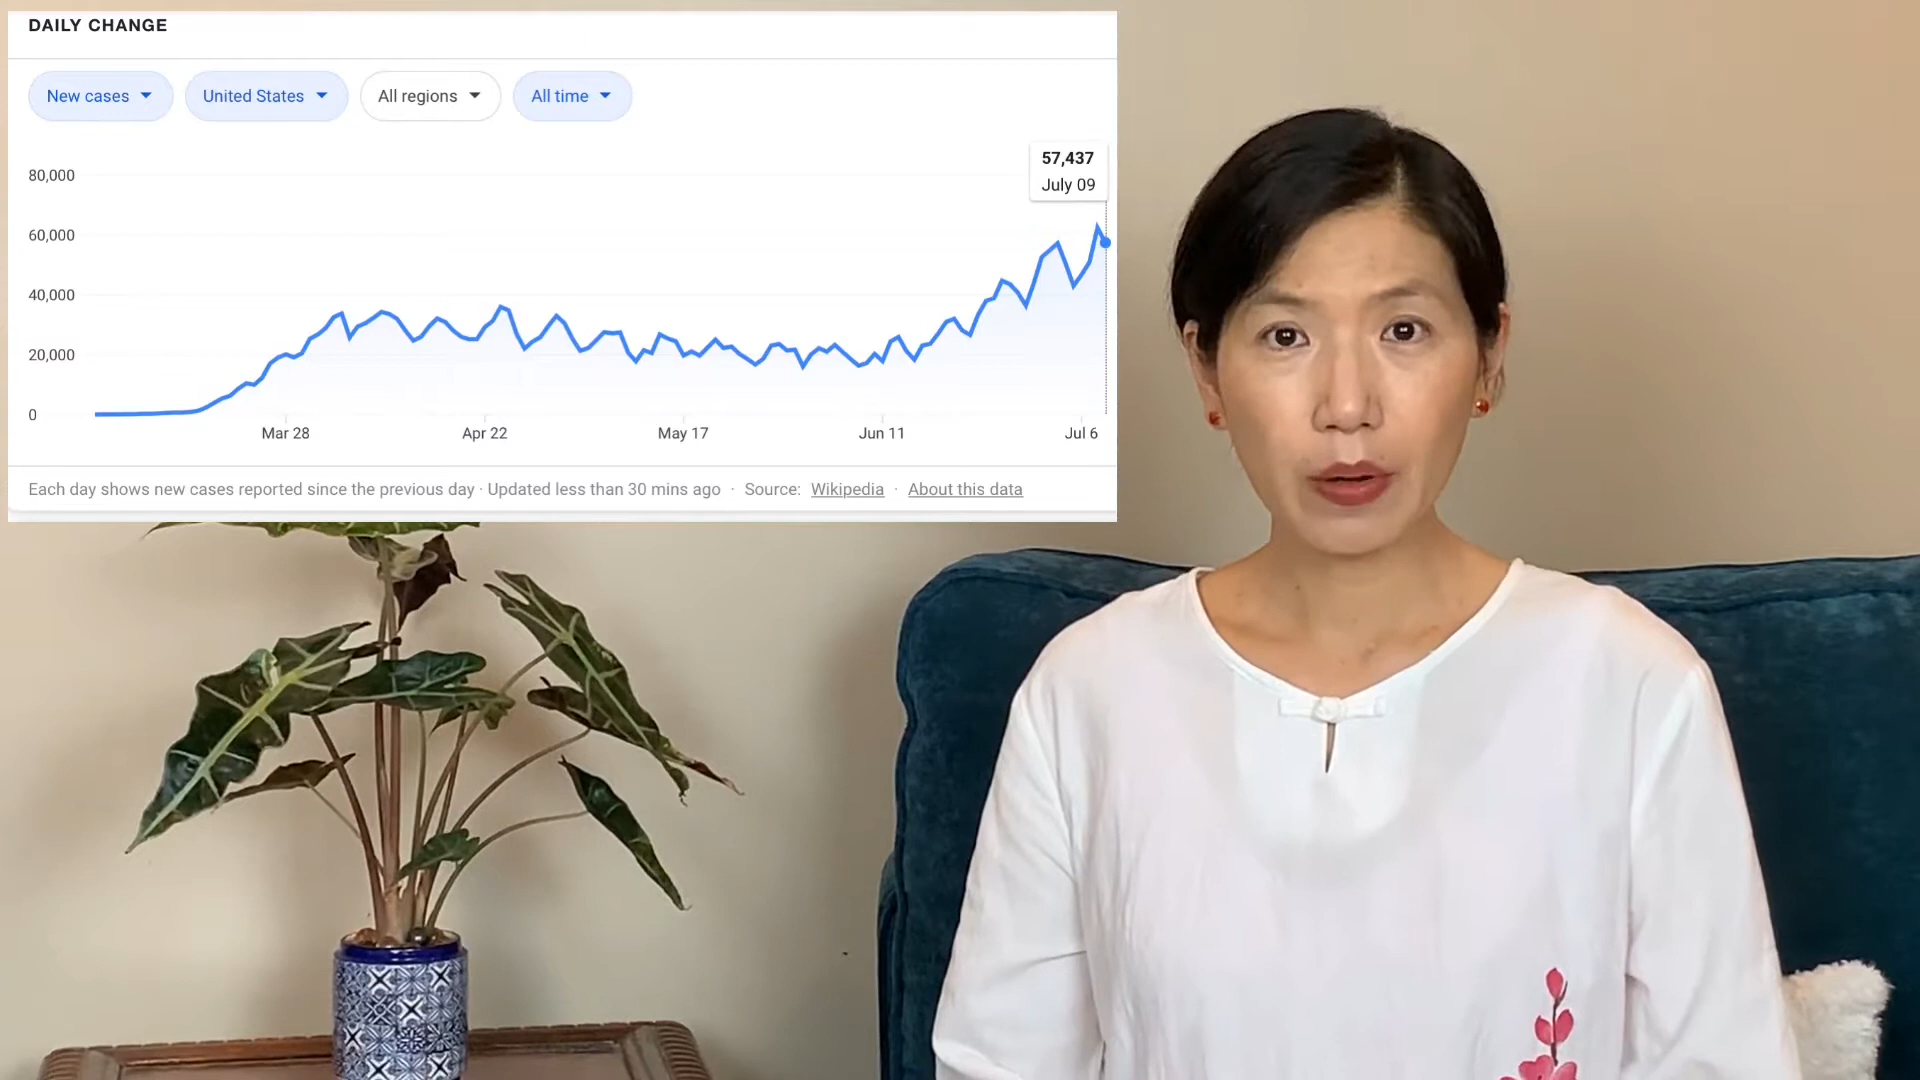 DAILY CHANGE
New cases United States All regions All time
57,437
July 09
80,000
60,000
40,000
20,000
0
Mar 28 Apr 22 May 17 Jun 11 Jul 6
Each day shows new cases reported since the previous day · Updated less than 30 mins ago · Source: Wikipedia · About this data